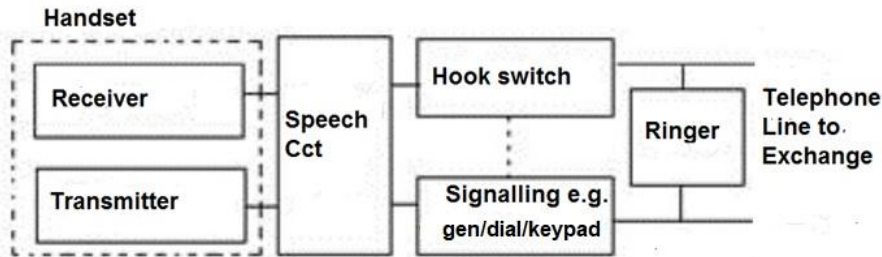 Handset
Receiver
Transmitter
Speech
Cct
Hook switch
Signalling e.g.
gen/dial/keypad
Ringer
Telephone
Line to.
Exchange